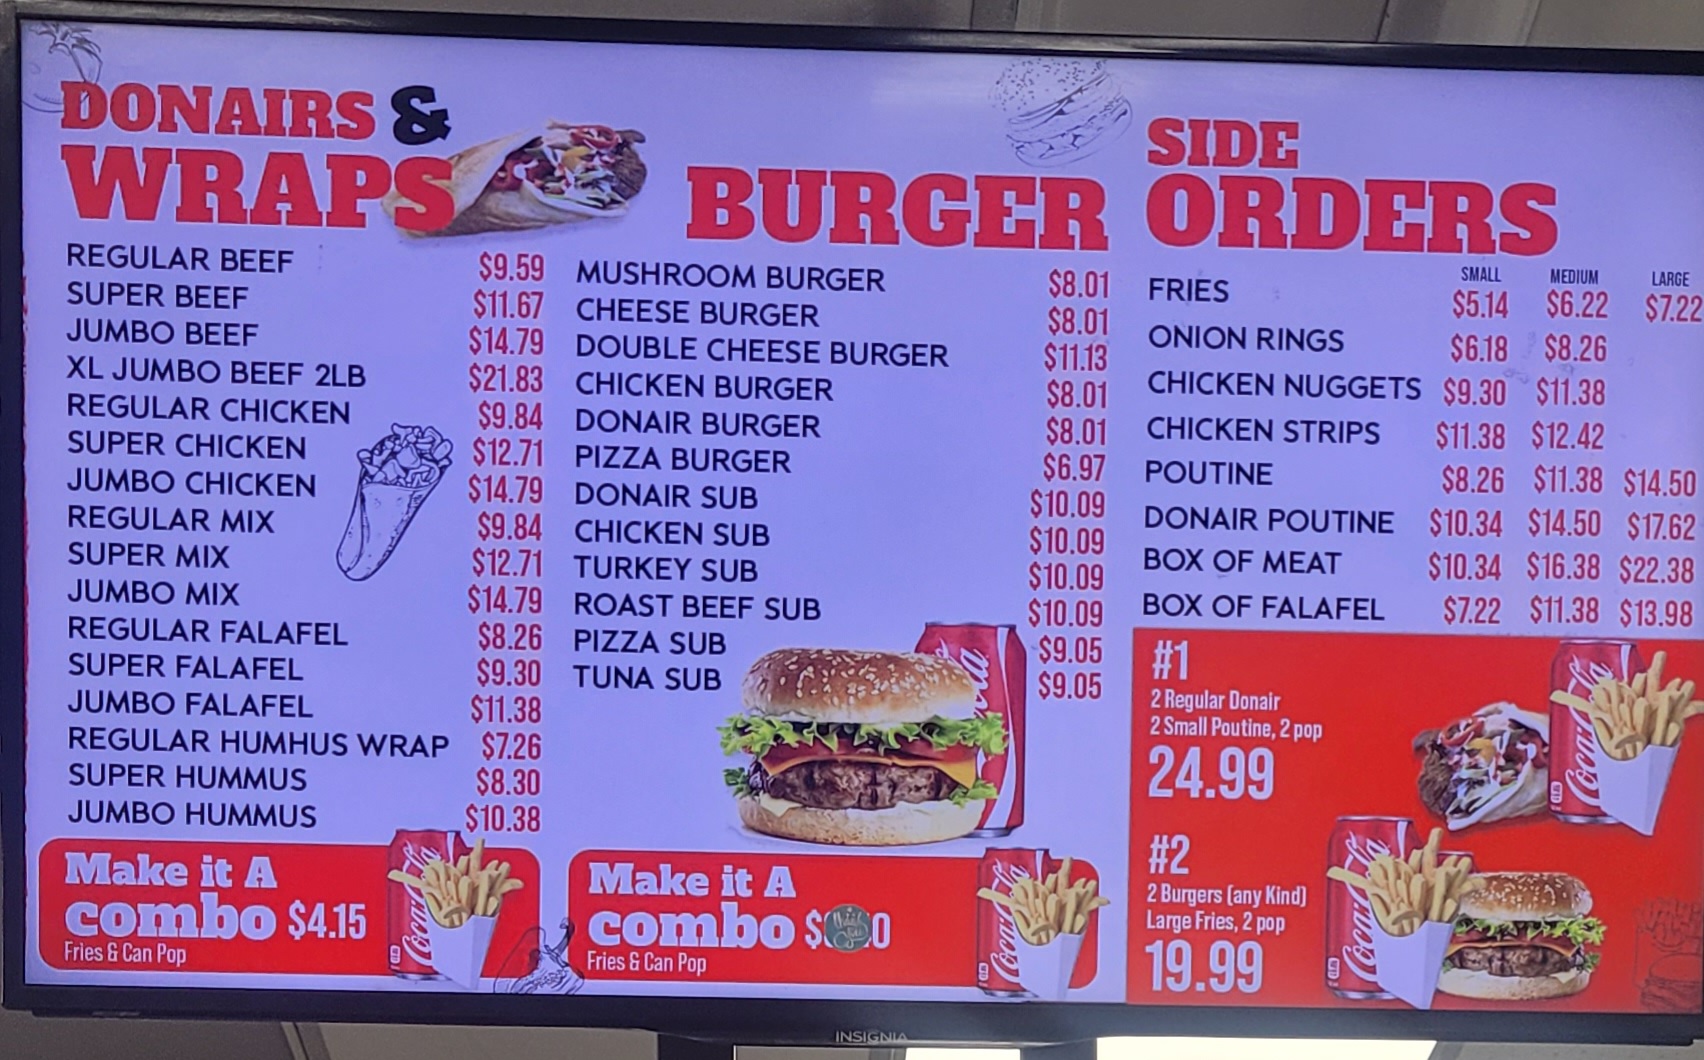 DONAIRS &
WRAPS
REGULAR BEEF $9.59
SUPER BEEF $11.67
JUMBO BEEF $14.79
XL JUMBO BEEF 2LB $21.83
REGULAR CHICKEN $9.84
SUPER CHICKEN $12.71
JUMBO CHICKEN $14.79
REGULAR MIX $9.84
SUPER MIX $12.71
JUMBO MIX $14.79
REGULAR FALAFEL $8.26
SUPER FALAFEL $9.30
JUMBO FALAFEL $11.38
REGULAR HUMHUS WRAP $7.26
SUPER HUMMUS $8.30
JUMBO HUMMUS $10.38
Make it A
combo $4.15
Fries & Can Pop
Coca-Cola
BURGER
MUSHROOM BURGER $8.01
CHEESE BURGER $8.01
DOUBLE CHEESE BURGER $11.13
CHICKEN BURGER $8.01
DONAIR BURGER $8.01
PIZZA BURGER $6.97
DONAIR SUB $10.09
CHICKEN SUB $10.09
TURKEY SUB $10.09
ROAST BEEF SUB $10.09
PIZZA SUB $9.05
TUNA SUB $9.05
Make it A
combo $ 0
Fries & Can Pop
Coca-Cola
SIDE
ORDERS
SMALL MEDIUM LARGE
FRIES $5.14 $6.22 $7.22
ONION RINGS $6.18 $8.26
CHICKEN NUGGETS $9.30 $11.38
CHICKEN STRIPS $11.38 $12.42
POUTINE $8.26 $11.38 $14.50
DONAIR POUTINE $10.34 $14.50 $17.62
BOX OF MEAT $10.34 $16.38 $22.38
BOX OF FALAFEL $7.22 $11.38 $13.98
#1
2 Regular Donair
2 Small Poutine, 2 pop
24.99
Coca-Cola
#2
2 Burgers (any Kind)
Large Fries, 2 pop
19.99
Coca-Cola
INSIGNIA